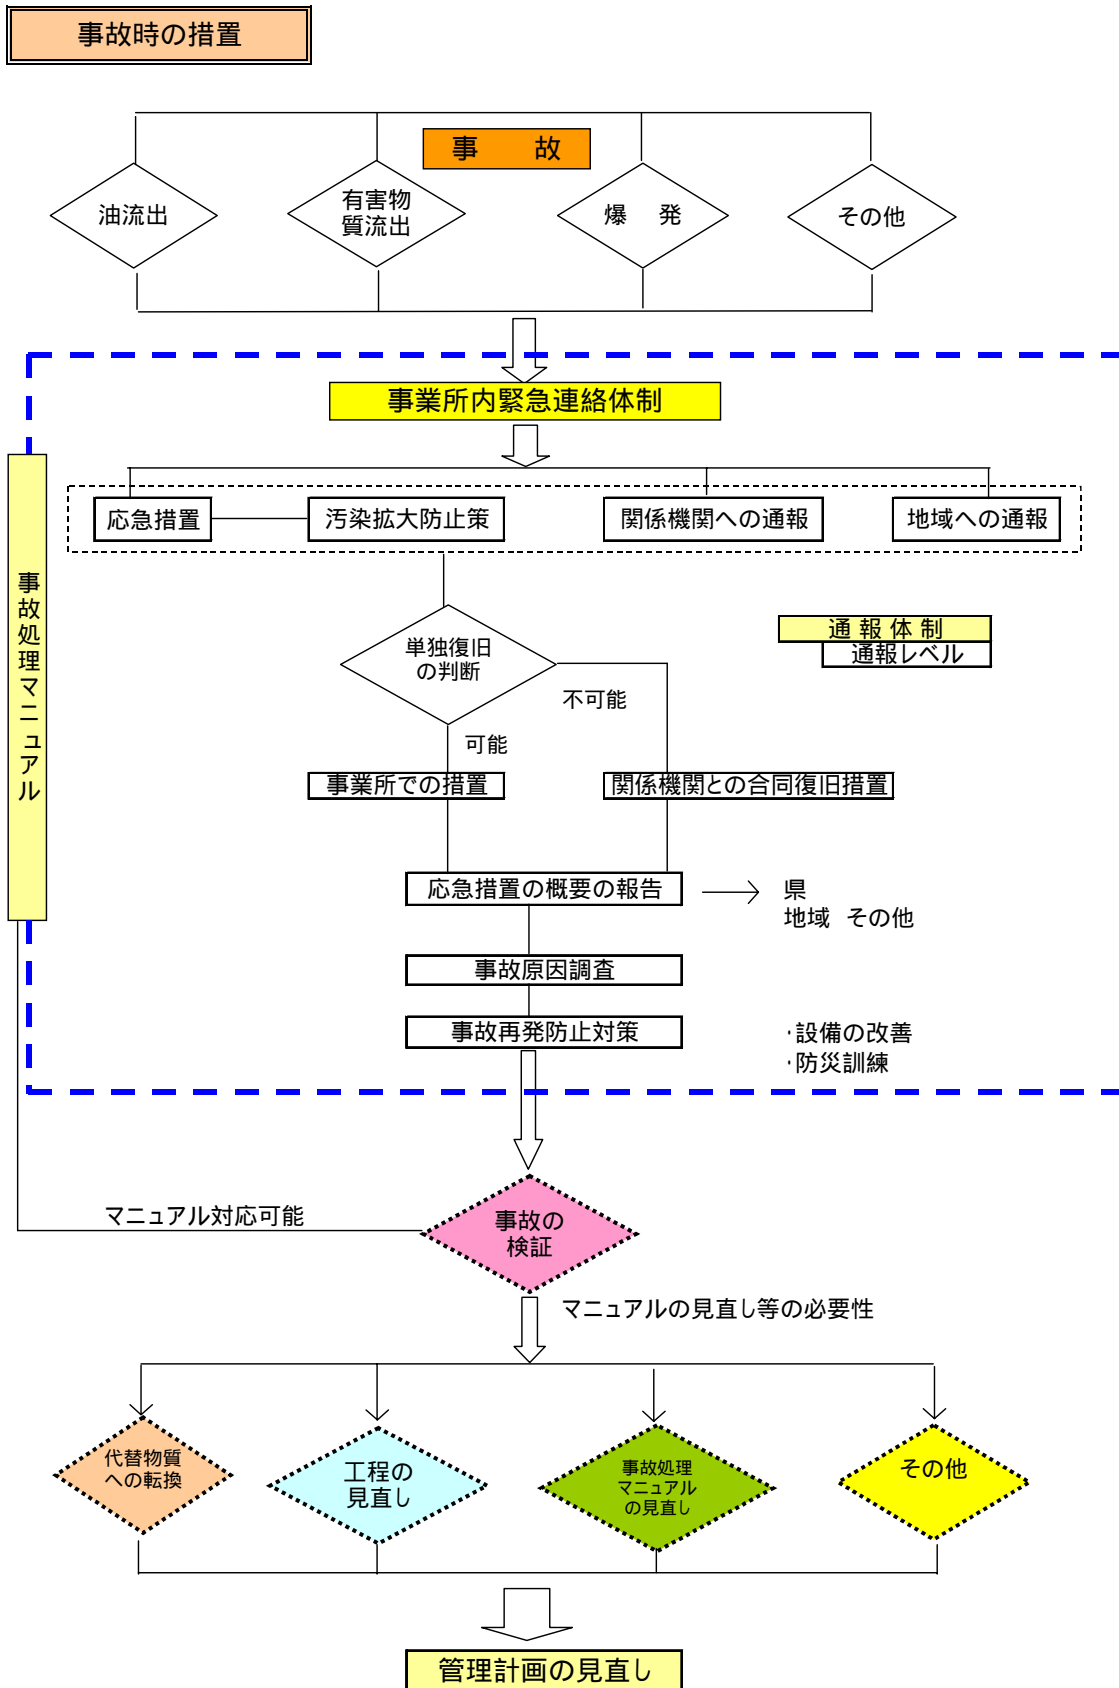 事故時の措置
事　故
油流出
有害物
質流出
爆　発
その他
事業所内緊急連絡体制
応急措置
汚染拡大防止策
関係機関への通報
地域への通報
事故処理マニュアル
単独復旧
の判断
通報体制
通報レベル
不可能
可能
事業所での措置
関係機関との合同復旧措置
応急措置の概要の報告
県
地域　その他
事故原因調査
事故再発防止対策
・設備の改善
・防災訓練
マニュアル対応可能
事故の
検証
マニュアルの見直し等の必要性
代替物質
への転換
工程の
見直し
事故処理
マニュアル
の見直し
その他
管理計画の見直し